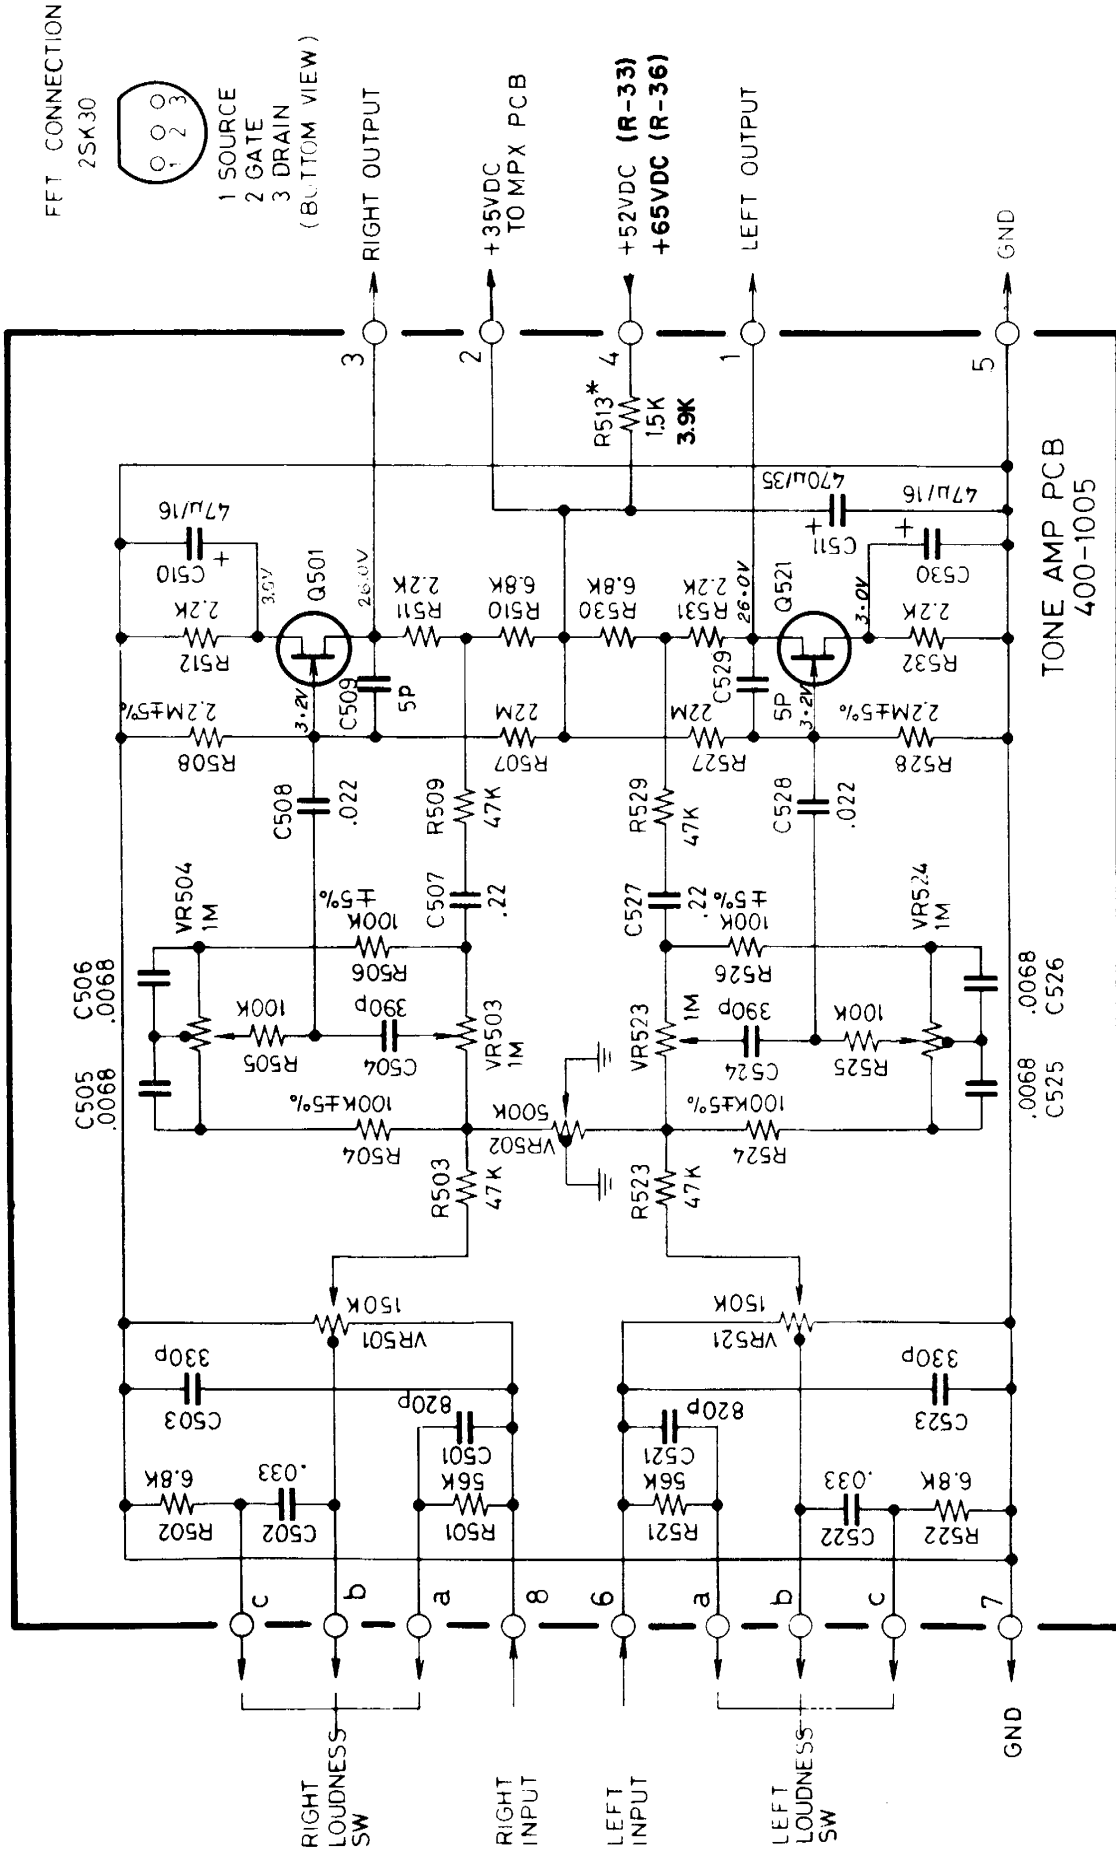 FET CONNECTION
2SK30
1 2 3
1 SOURCE
2 GATE
3 DRAIN
(BOTTOM VIEW)
RIGHT OUTPUT
+35VDC
TO MPX PCB
+52VDC (R-33)
+65VDC (R-36)
LEFT OUTPUT
GND
3
2
4
1
5
R513*
1.5K
3.9K
TONE AMP PCB
400-1005
C510
47µ/16
+
R512
2.2K
3.0V
Q501
26.0V
R511
2.2K
R510
6.8K
R530
6.8K
R531
2.2K
26.0V
Q521
3.0V
R532
2.2K
C511
470µ/35
+
C530
47µ/16
+
R508
2.2M±5%
3.2V
C509
5P
R507
22M
R527
22M
C529
5P
3.2V
R528
2.2M±5%
C508
.022
R509
47K
R529
47K
C528
.022
C507
.22
C527
.22
VR504
1M
R506
100K
±5%
R526
100K
±5%
VR524
1M
C506
.0068
C505
.0068
R505
100K
C504
390p
VR503
1M
VR523
1M
C524
390p
R525
100K
.0068
C526
.0068
C525
R504
100K±5%
VR502
500K
R524
100K±5%
R503
47K
R523
47K
VR501
150K
VR521
150K
C503
330p
C501
820p
C521
820p
C523
330p
R502
6.8K
C502
.033
R501
56K
R521
56K
C522
.033
R522
6.8K
c
b
a
8
6
a
b
c
7
RIGHT
LOUDNESS
SW
RIGHT
INPUT
LEFT
INPUT
LEFT
LOUDNESS
SW
GND